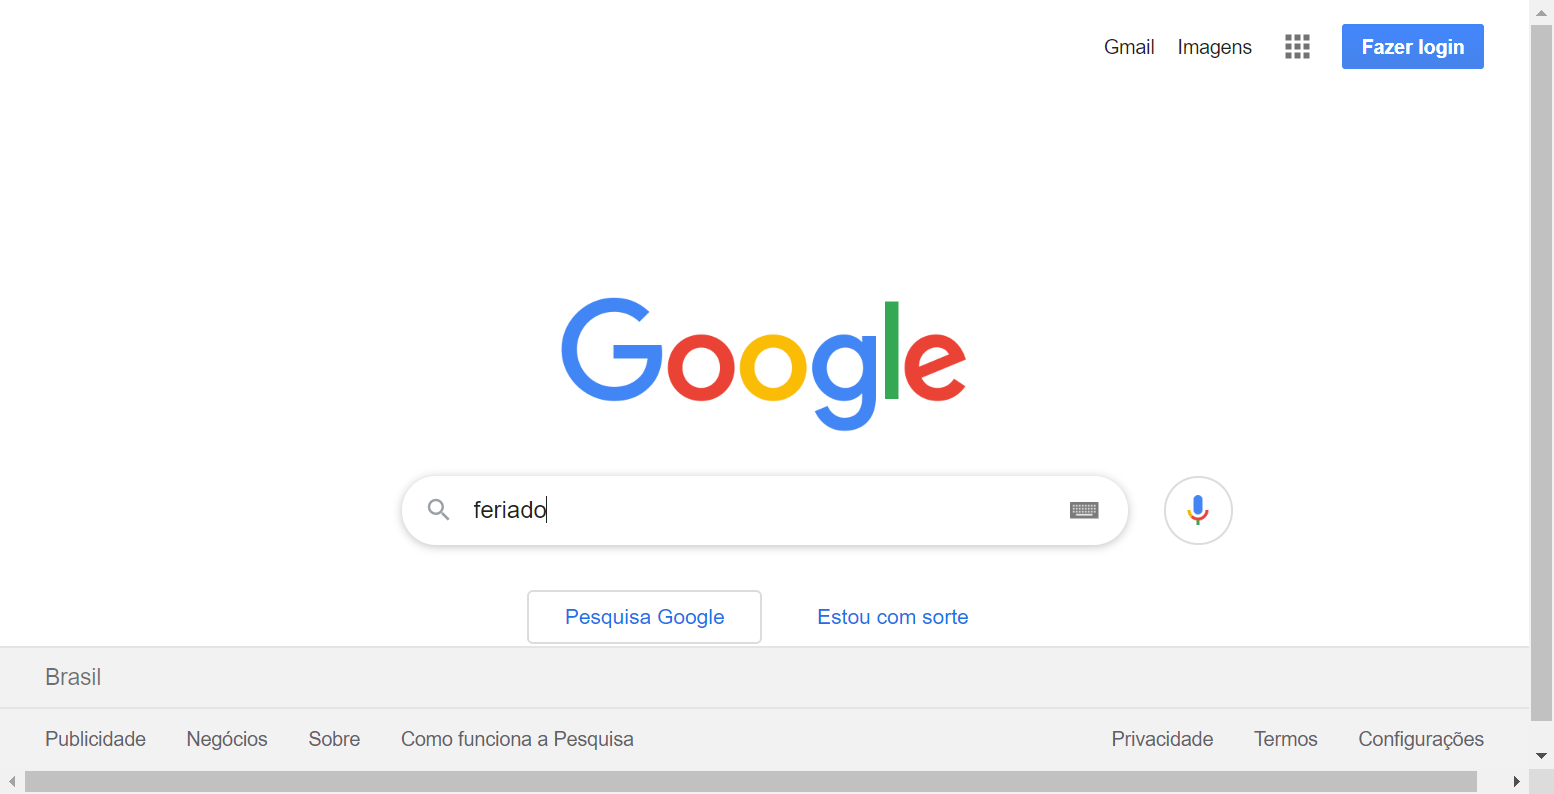 Gmail Imagens Fazer login
Google
feriado
Pesquisa Google Estou com sorte
Brasil
Publicidade Negócios Sobre Como funciona a Pesquisa Privacidade Termos Configurações